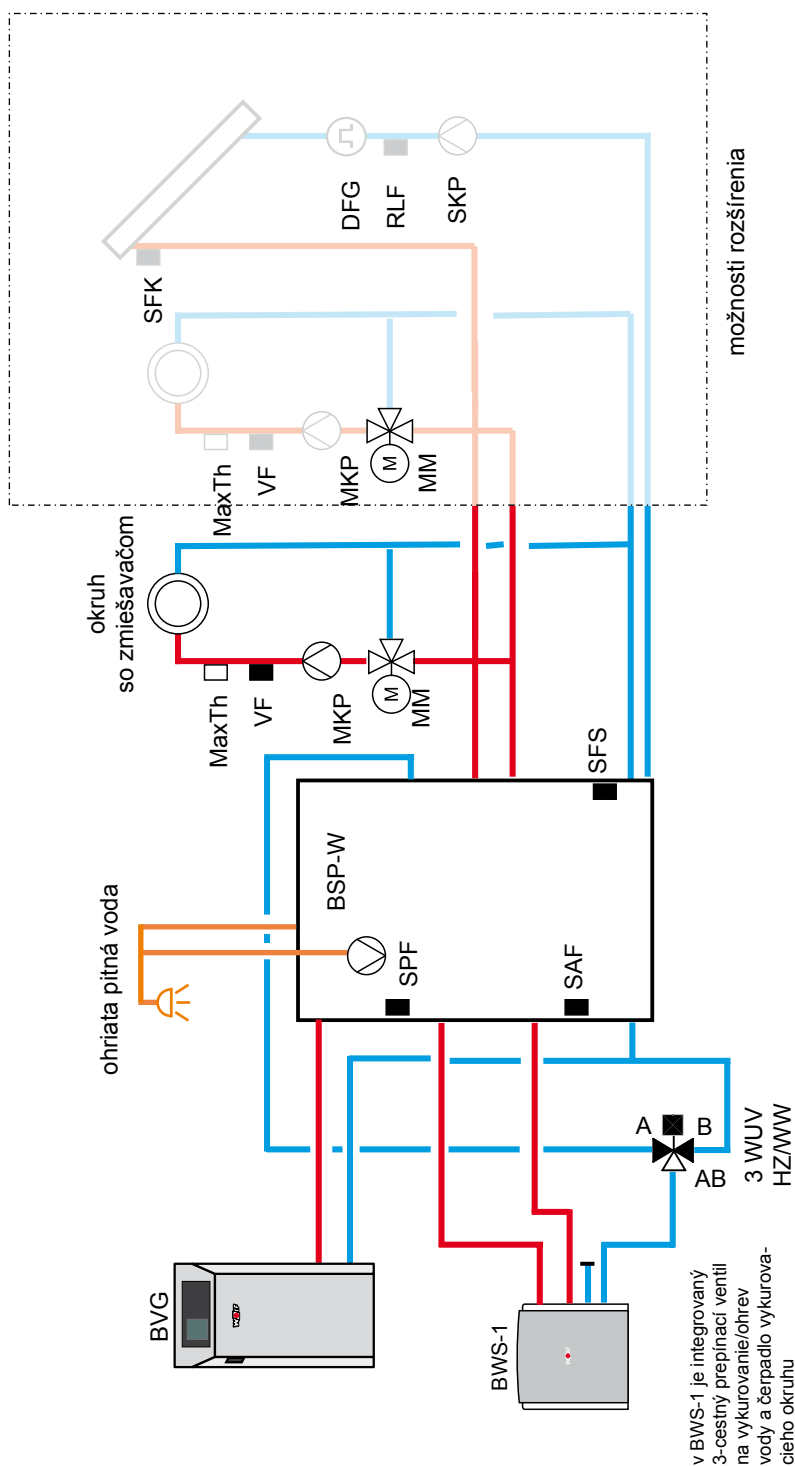 BVG
WOLF
BWS-1
v BWS-1 je integrovaný
3-cestný prepínací ventil
na vykurovanie/ohrev
vody a čerpadlo vykurova-
cieho okruhu
ohriata pitná voda
BSP-W
SPF
SAF
SFS
A
B
AB
3 WUV
HZ/WW
okruh
so zmiešavačom
MaxTh
VF
MKP
M
MM
MaxTh
VF
MKP
M
MM
SFK
DFG
RLF
SKP
možnosti rozšírenia